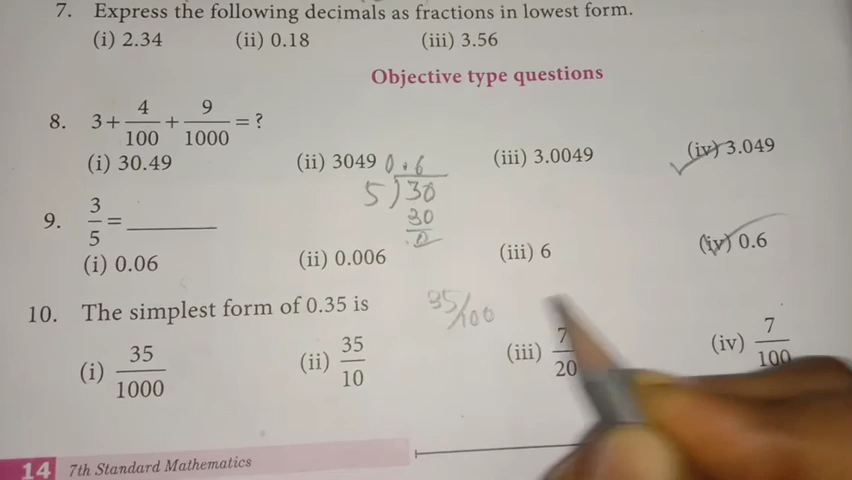 7. Express the following decimals as fractions in lowest form.
(i) 2.34 (ii) 0.18 (iii) 3.56
Objective type questions
8. 3 + 4/100 + 9/1000 = ?
(i) 30.49 (ii) 3049 (iii) 3.0049 (iv) 3.049
0.6
5)30
30
0
9. 3/5 = ________
(i) 0.06 (ii) 0.006 (iii) 6 (iv) 0.6
10. The simplest form of 0.35 is
35/100
(i) 35/1000 (ii) 35/10 (iii) 7/20 (iv) 7/100
14 7th Standard Mathematics